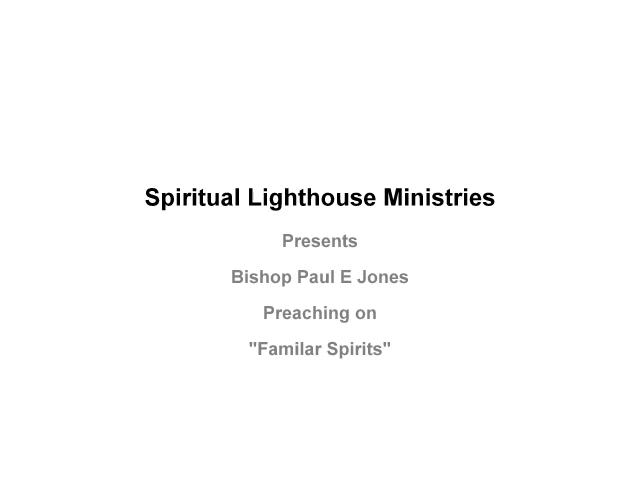 Spiritual Lighthouse Ministries
Presents
Bishop Paul E Jones
Preaching on
"Familar Spirits"